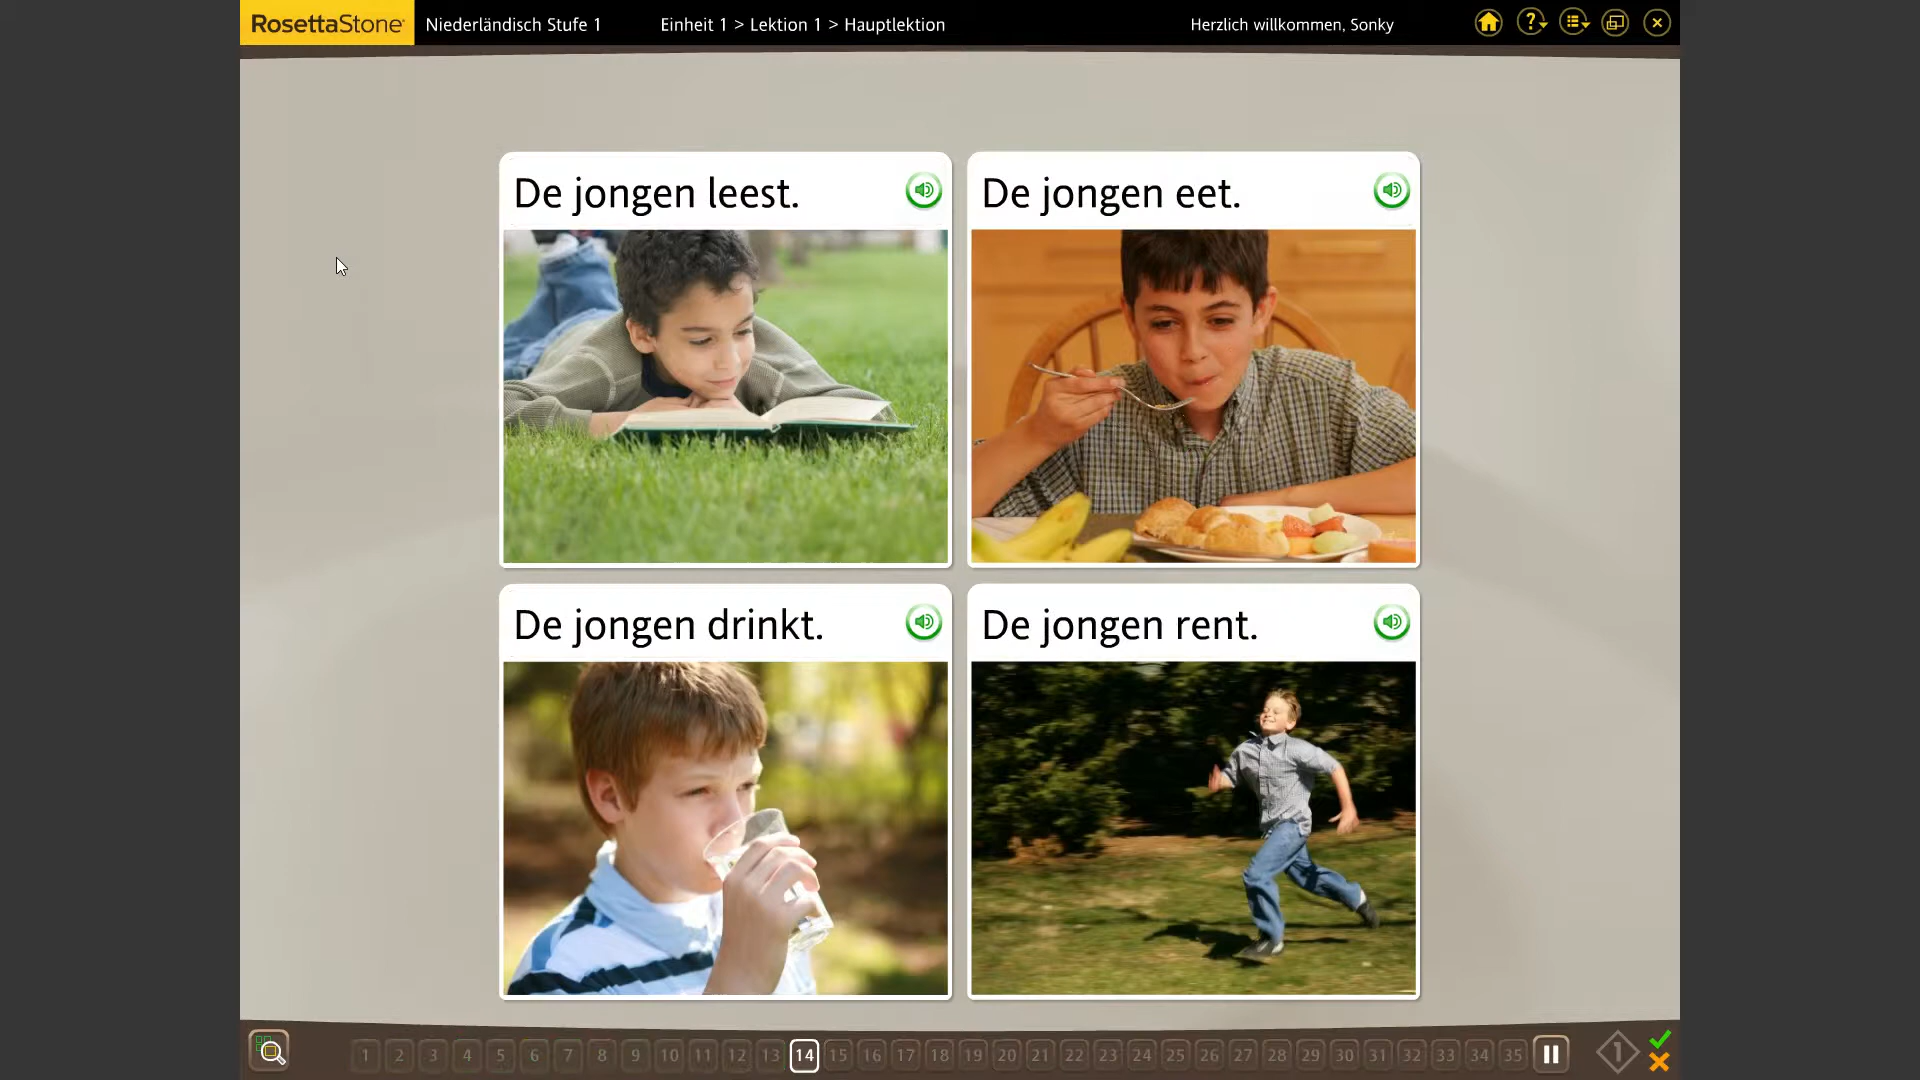 RosettaStone Niederländisch Stufe 1 Einheit 1 > Lektion 1 > Hauptlektion Herzlich willkommen, Sonky
De jongen leest. De jongen eet.
De jongen drinkt. De jongen rent.
1 2 3 4 5 6 7 8 9 10 11 12 13 14 15 16 17 18 19 20 21 22 23 24 25 26 27 28 29 30 31 32 33 34 35 1